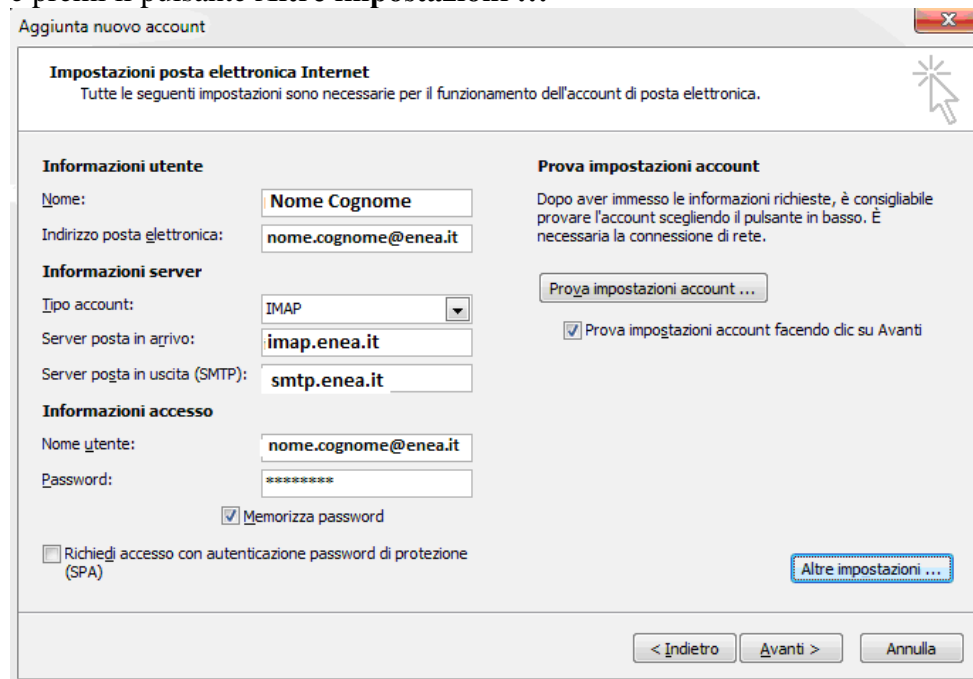 e premi il pulsante Altre impostazioni …
Aggiunta nuovo account
Impostazioni posta elettronica Internet
Tutte le seguenti impostazioni sono necessarie per il funzionamento dell'account di posta elettronica.
Informazioni utente
Nome:
Nome Cognome
Indirizzo posta elettronica:
nome.cognome@enea.it
Informazioni server
Tipo account:
IMAP
Server posta in arrivo:
imap.enea.it
Server posta in uscita (SMTP):
smtp.enea.it
Informazioni accesso
Nome utente:
nome.cognome@enea.it
Password:
********
Memorizza password
Richiedi accesso con autenticazione password di protezione
(SPA)
Prova impostazioni account
Dopo aver immesso le informazioni richieste, è consigliabile
provare l'account scegliendo il pulsante in basso. È
necessaria la connessione di rete.
Prova impostazioni account ...
Prova impostazioni account facendo clic su Avanti
Altre impostazioni ...
< Indietro
Avanti >
Annulla